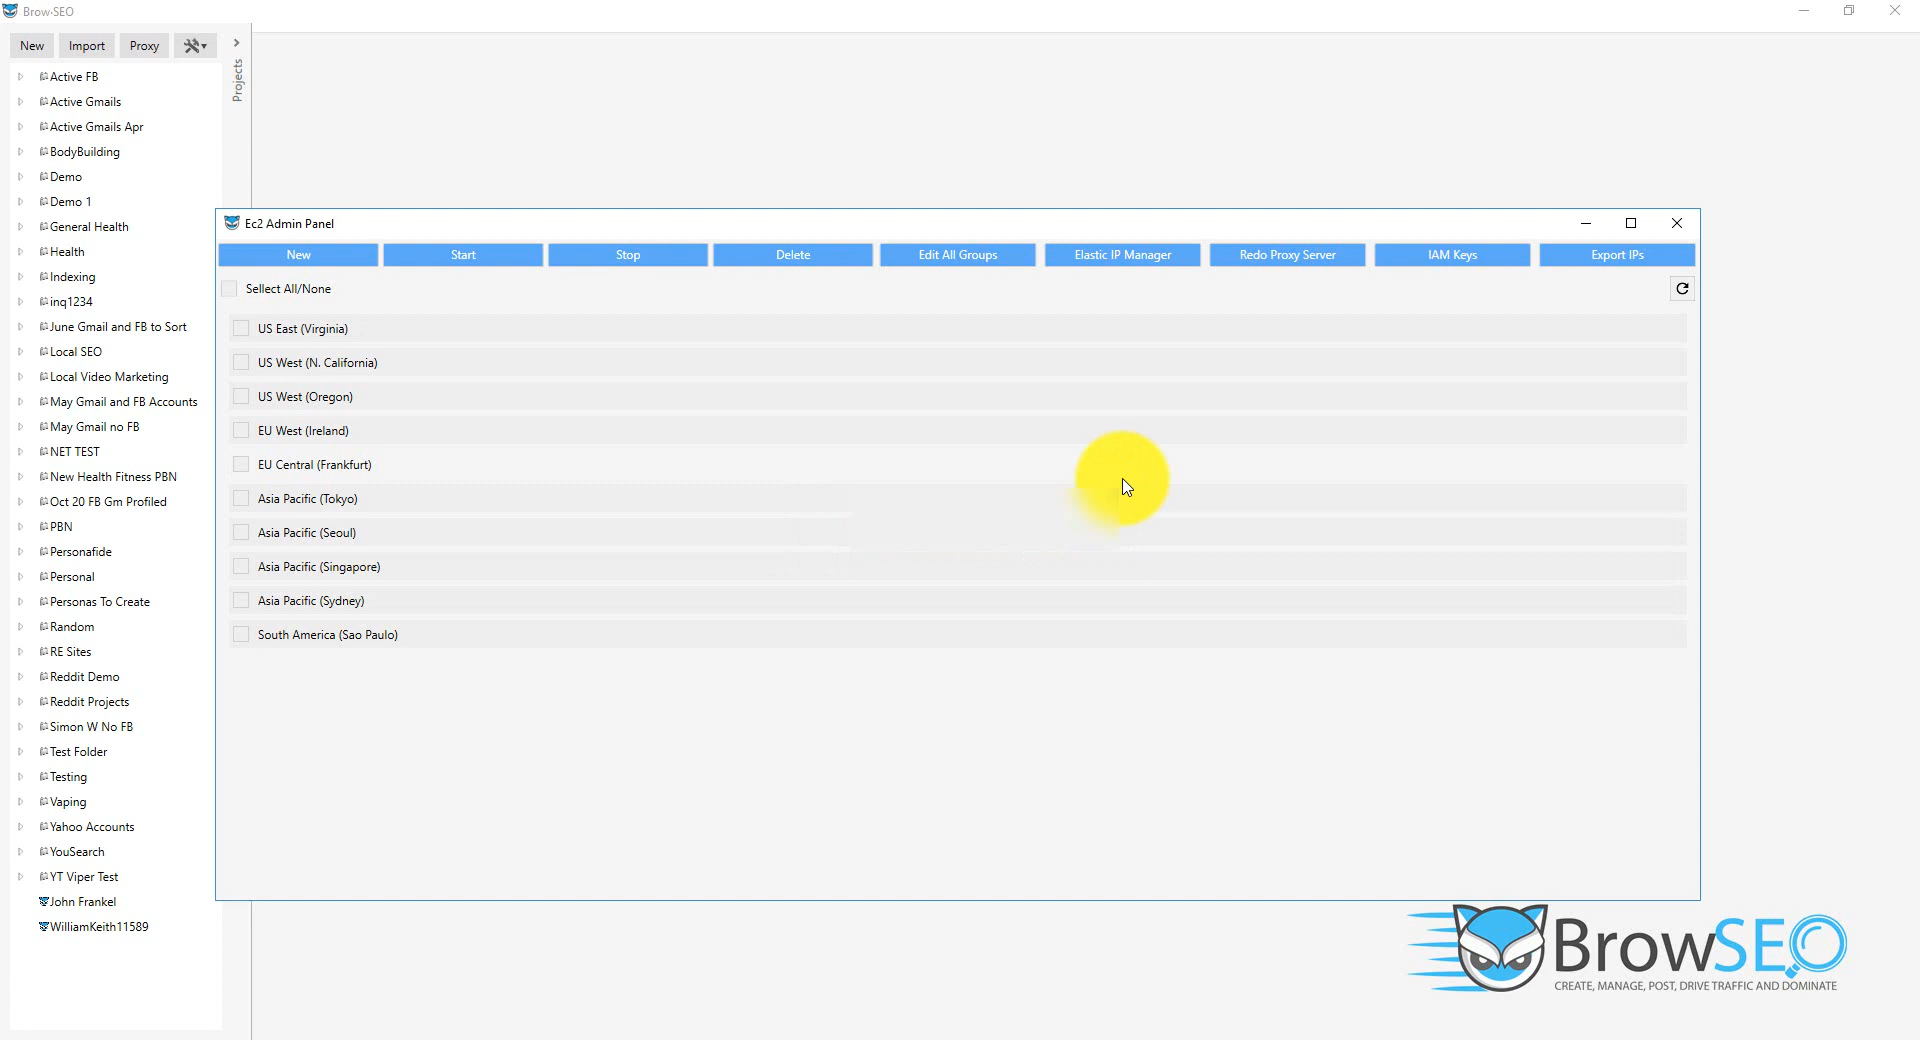 Brow·SEO
New Import Proxy
Projects
Active FB
Active Gmails
Active Gmails Apr
BodyBuilding
Demo
Demo 1
General Health
Health
Indexing
inq1234
June Gmail and FB to Sort
Local SEO
Local Video Marketing
May Gmail and FB Accounts
May Gmail no FB
NET TEST
New Health Fitness PBN
Oct 20 FB Gm Profiled
PBN
Personafide
Personal
Personas To Create
Random
RE Sites
Reddit Demo
Reddit Projects
Simon W No FB
Test Folder
Testing
Vaping
Yahoo Accounts
YouSearch
YT Viper Test
John Frankel
WilliamKeith11589
Ec2 Admin Panel
New Start Stop Delete Edit All Groups Elastic IP Manager Redo Proxy Server IAM Keys Export IPs
Sellect All/None
US East (Virginia)
US West (N. California)
US West (Oregon)
EU West (Ireland)
EU Central (Frankfurt)
Asia Pacific (Tokyo)
Asia Pacific (Seoul)
Asia Pacific (Singapore)
Asia Pacific (Sydney)
South America (Sao Paulo)
BrowSEO
CREATE, MANAGE, POST, DRIVE TRAFFIC AND DOMINATE